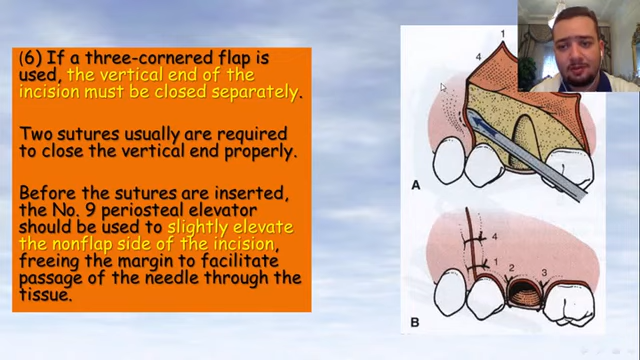 (6) If a three-cornered flap is
used, the vertical end of the
incision must be closed separately.
Two sutures usually are required
to close the vertical end properly.
Before the sutures are inserted,
the No. 9 periosteal elevator
should be used to slightly elevate
the nonflap side of the incision,
freeing the margin to facilitate
passage of the needle through the
tissue.
1
4
A
4
1
2
3
B